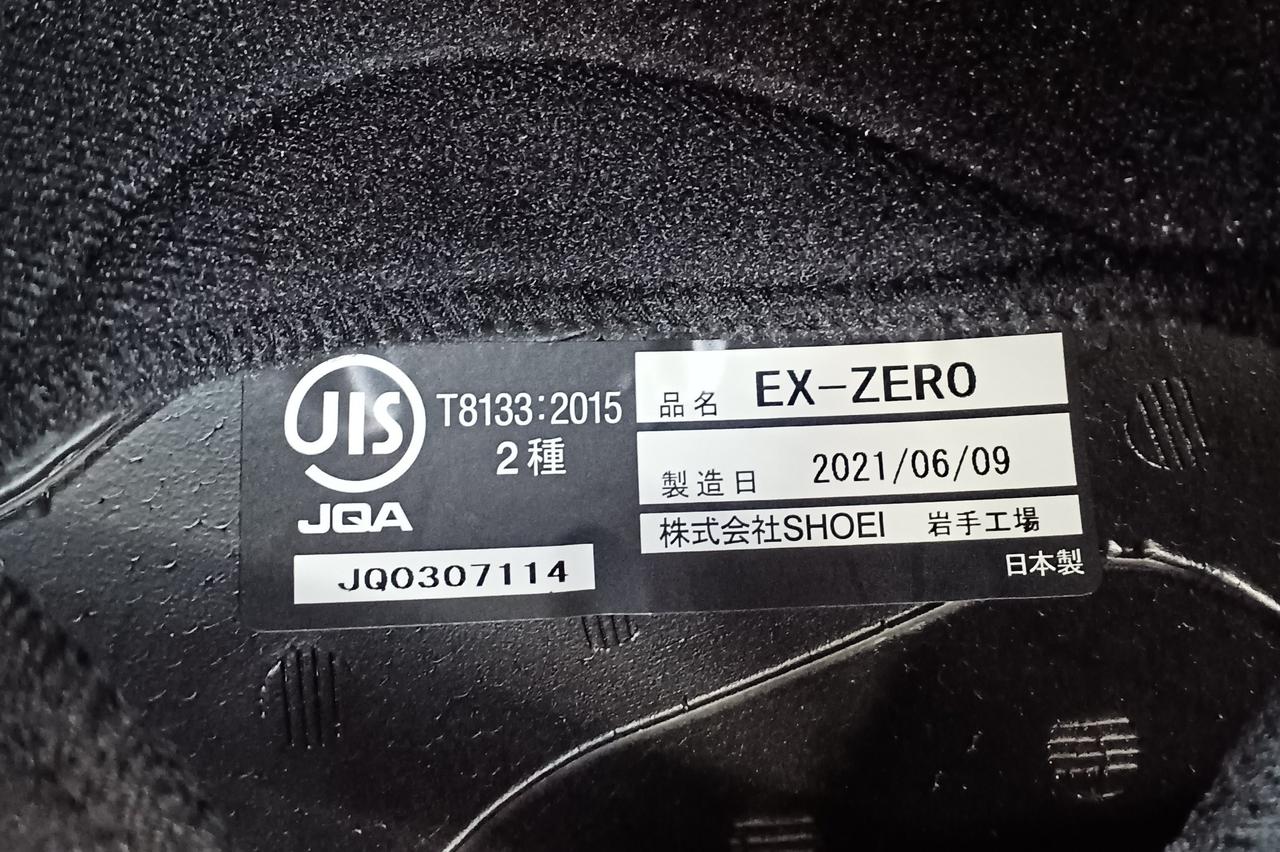 JIS
JQA
T8133:2015
2種
JQ0307114
品名 EX-ZERO
製造日 2021/06/09
株式会社SHOEI 岩手工場
日本製